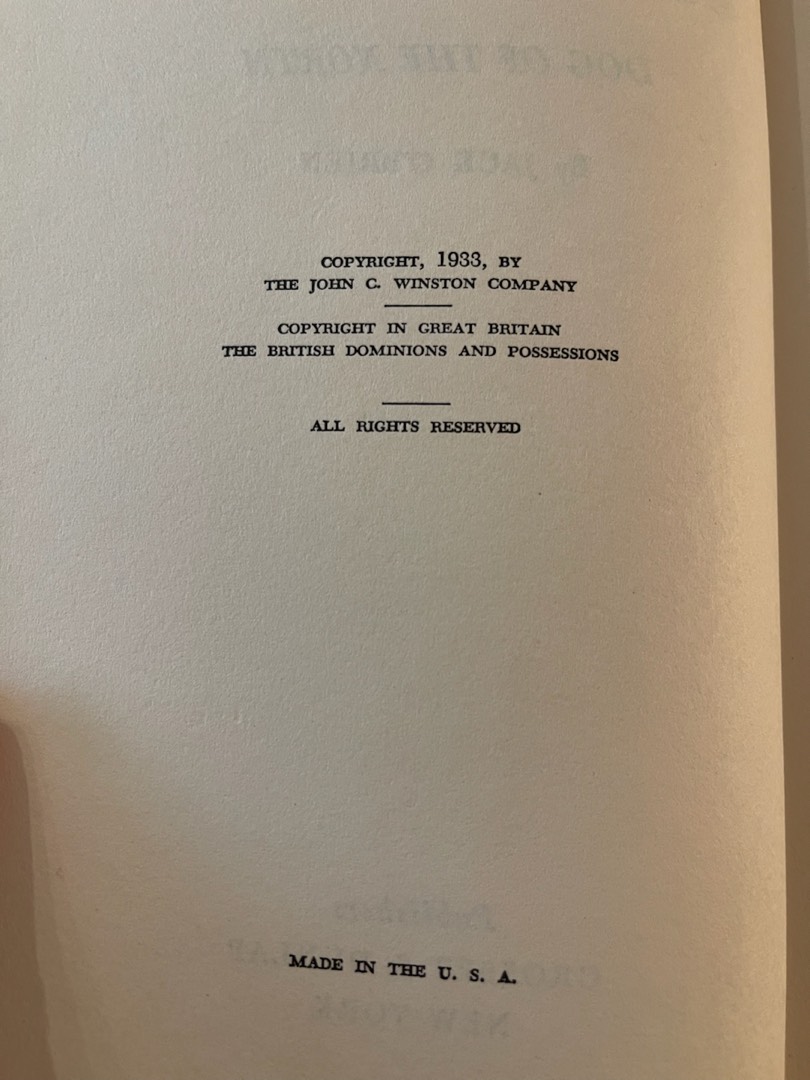 COPYRIGHT, 1933, BY
THE JOHN C. WINSTON COMPANY
COPYRIGHT IN GREAT BRITAIN
THE BRITISH DOMINIONS AND POSSESSIONS
ALL RIGHTS RESERVED
MADE IN THE U. S. A.